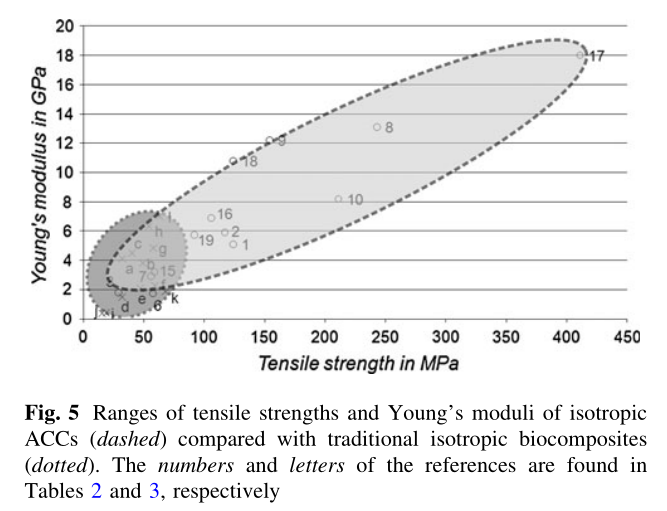 20
18
16
14
12
10
8
6
4
2
0
Young's modulus in GPa
17
8
9
18
10
16
2
19
1
h
c
g
b
a
15
7
e
k
d
6
0 50 100 150 200 250 300 350 400 450
Tensile strength in MPa
Fig. 5 Ranges of tensile strengths and Young's moduli of isotropic
ACCs (dashed) compared with traditional isotropic biocomposites
(dotted). The numbers and letters of the references are found in
Tables 2 and 3, respectively